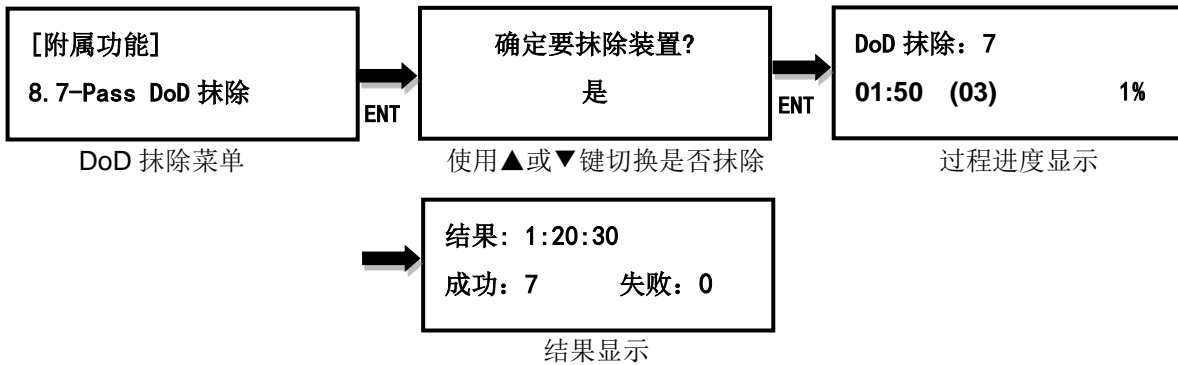 [附属功能]
8.7-Pass DoD 抹除
DoD 抹除菜单
ENT
确定要抹除装置?
是
使用▲或▼键切换是否抹除
ENT
DoD 抹除: 7
01:50 (03) 1%
过程进度显示
结果: 1:20:30
成功: 7 失败: 0
结果显示